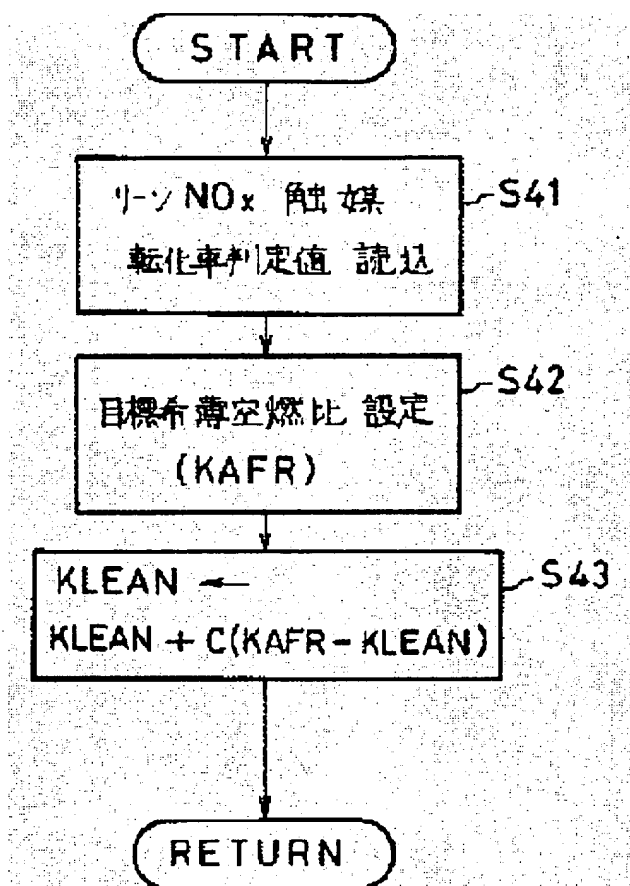 START
リーンNOx 触媒
転化率判定値 読込
S41
目標希薄空燃比 設定
(KAFR)
S42
KLEAN ←
KLEAN + C(KAFR - KLEAN)
S43
RETURN